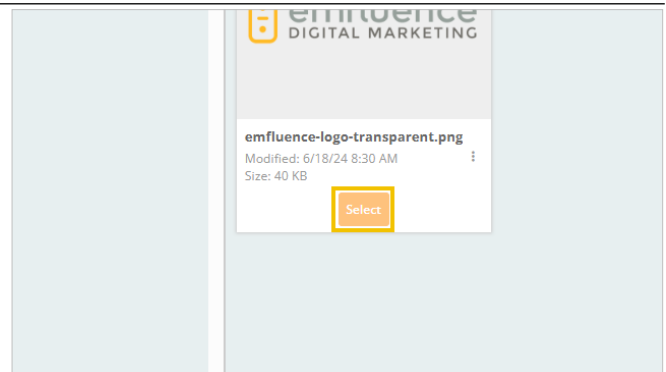 emfluence
DIGITAL MARKETING
emfluence-logo-transparent.png
Modified: 6/18/24 8:30 AM
Size: 40 KB
Select